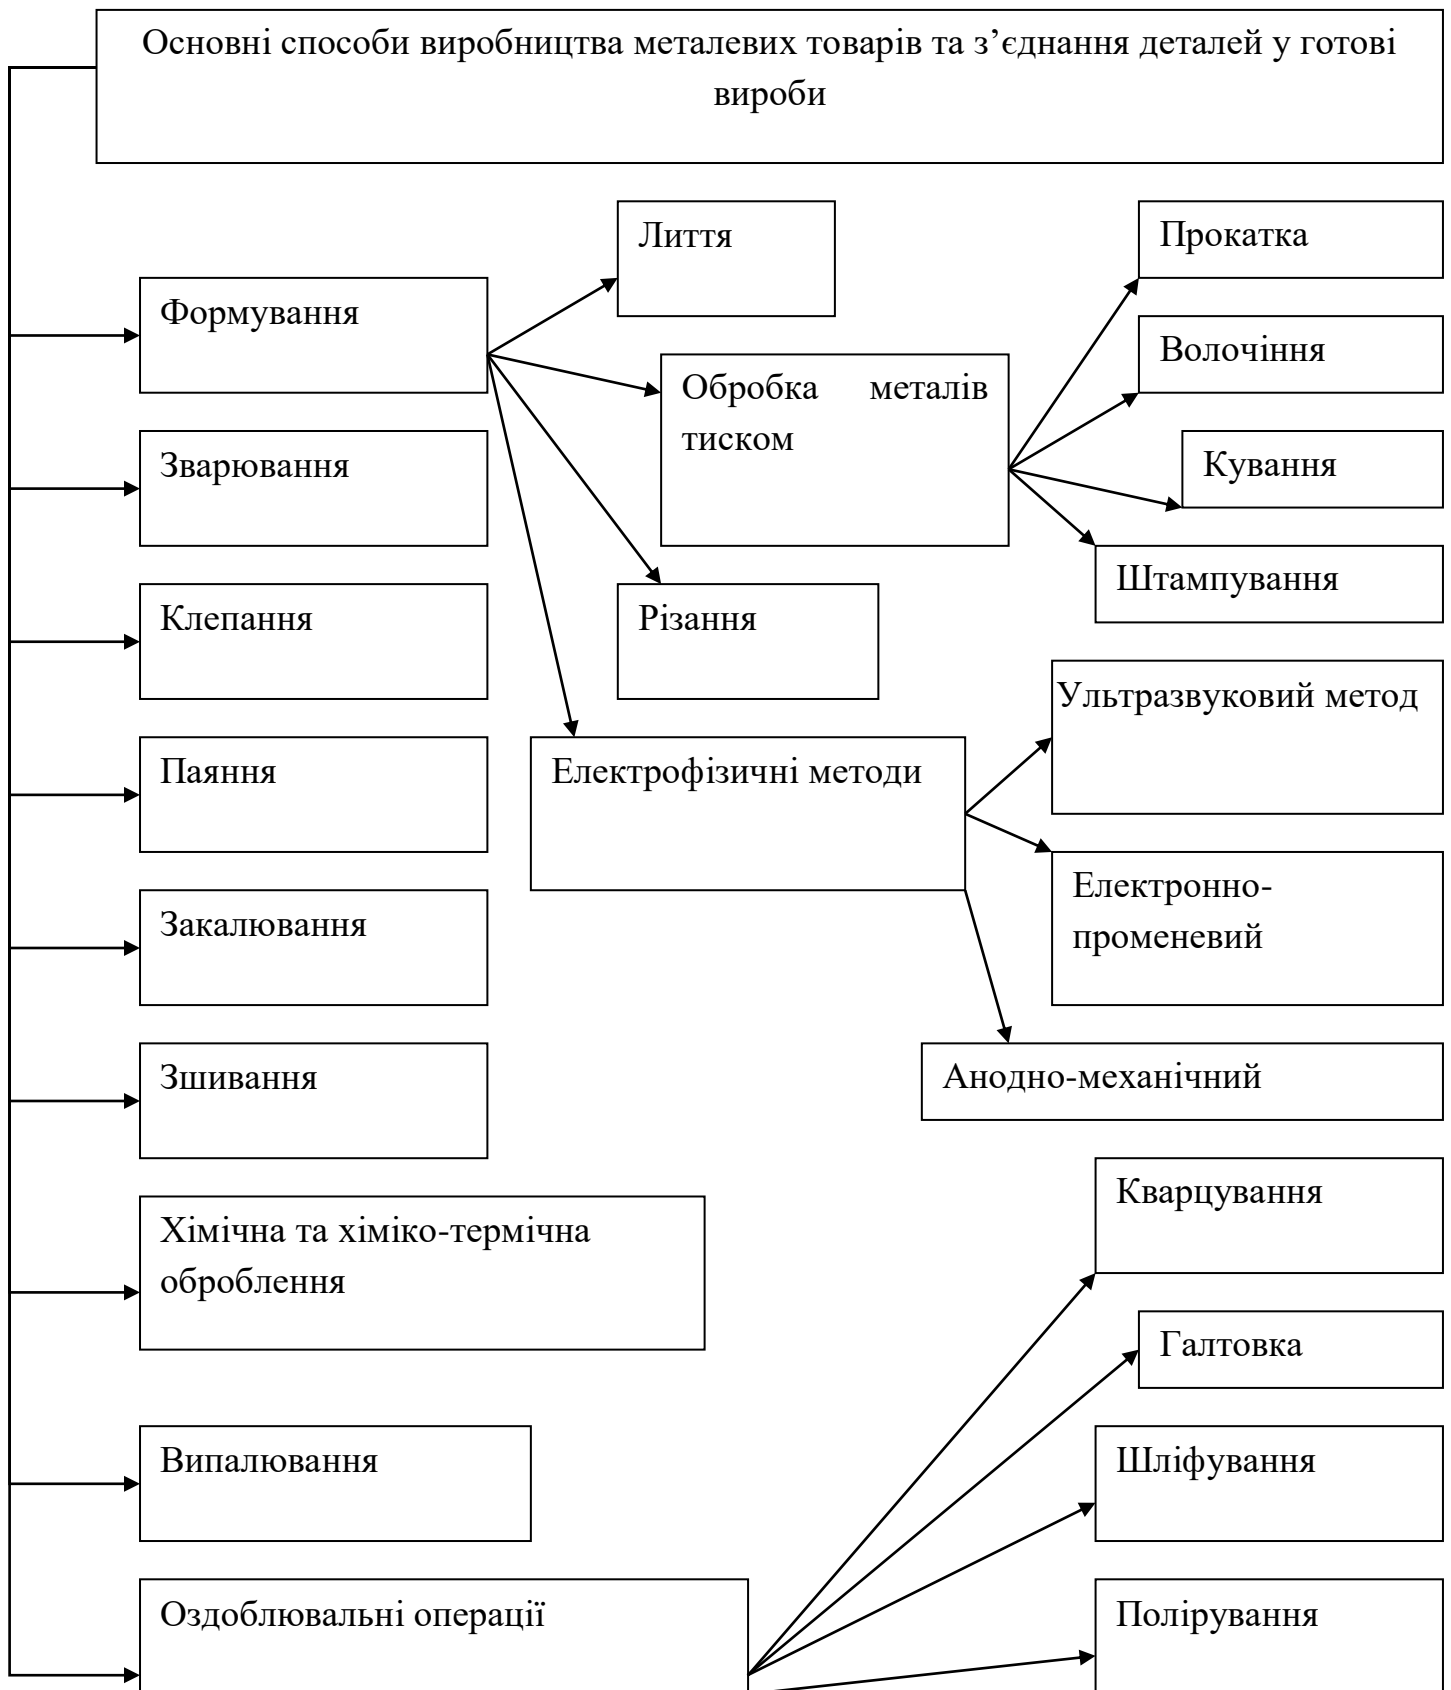 Основні способи виробництва металевих товарів та з’єднання деталей у готові
вироби
Лиття
Прокатка
Формування
Волочіння
Обробка металів
тиском
Зварювання
Кування
Штампування
Клепання
Різання
Ультразвуковий метод
Паяння
Електрофізичні методи
Електронно-
променевий
Закалювання
Зшивання
Анодно-механічний
Кварцування
Хімічна та хіміко-термічна
оброблення
Галтовка
Випалювання
Шліфування
Оздоблювальні операції
Полірування